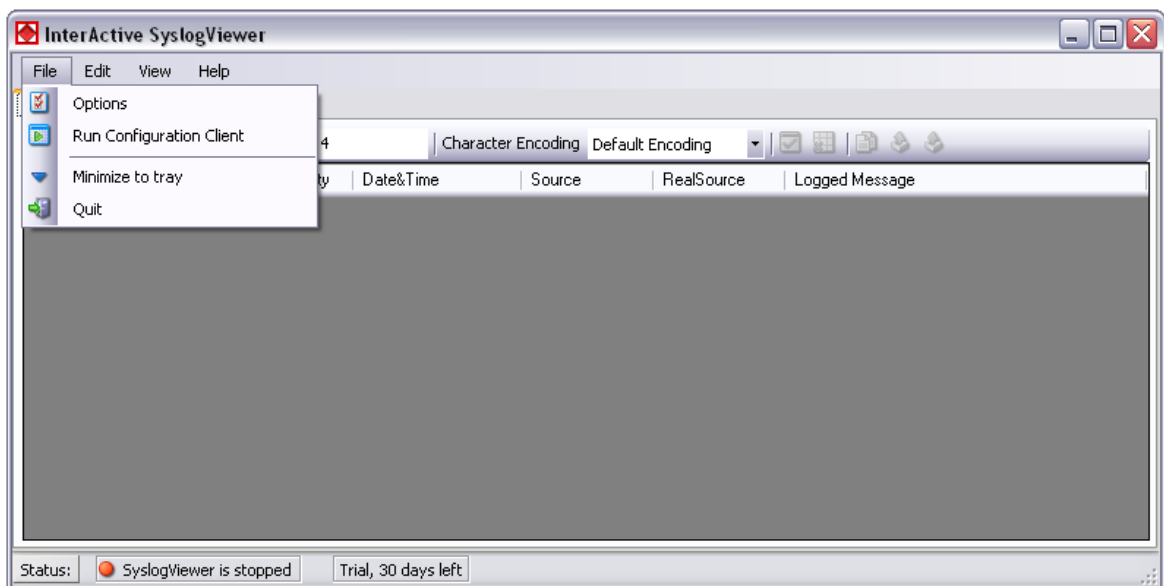 InterActive SyslogViewer
File Edit View Help
Options
Run Configuration Client
Minimize to tray
Quit
4 Character Encoding Default Encoding
ty Date&Time Source RealSource Logged Message
Status: SyslogViewer is stopped Trial, 30 days left